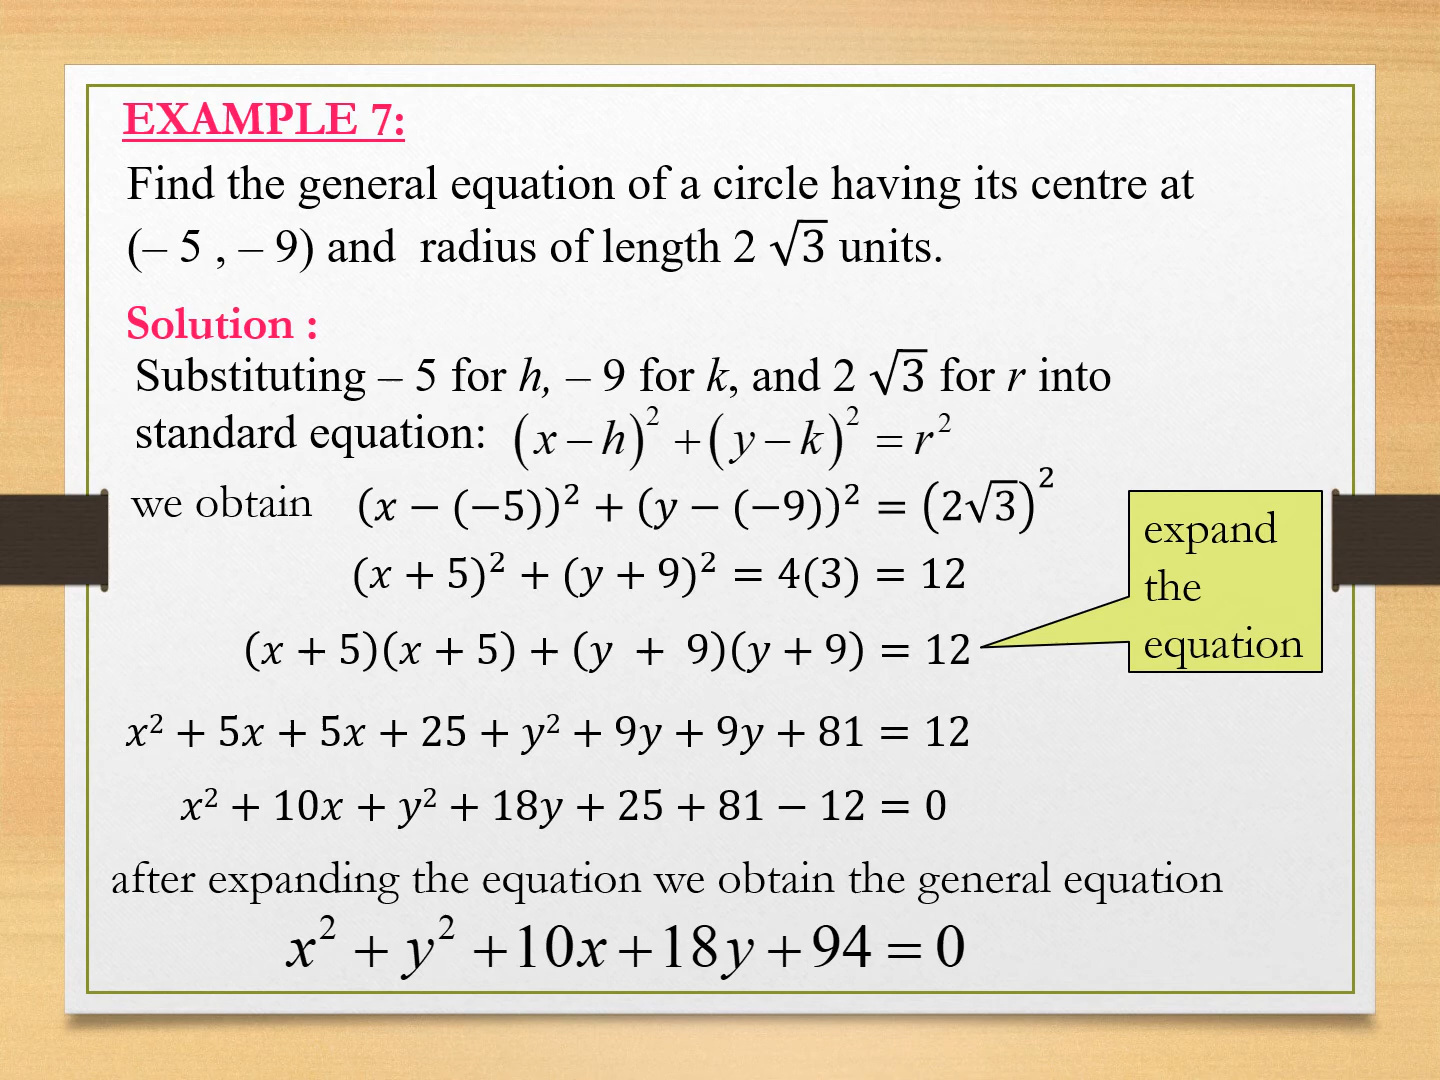 EXAMPLE 7:
Find the general equation of a circle having its centre at
(– 5 , – 9) and radius of length 2 √3 units.
Solution :
Substituting – 5 for h, – 9 for k, and 2 √3 for r into
standard equation: (x − h)² + (y − k)² = r²
we obtain (x − (−5))² + (y − (−9))² = (2√3)²
(x + 5)² + (y + 9)² = 4(3) = 12
(x + 5)(x + 5) + (y + 9)(y + 9) = 12
expand
the
equation
x² + 5x + 5x + 25 + y² + 9y + 9y + 81 = 12
x² + 10x + y² + 18y + 25 + 81 − 12 = 0
after expanding the equation we obtain the general equation
x² + y² + 10x + 18y + 94 = 0